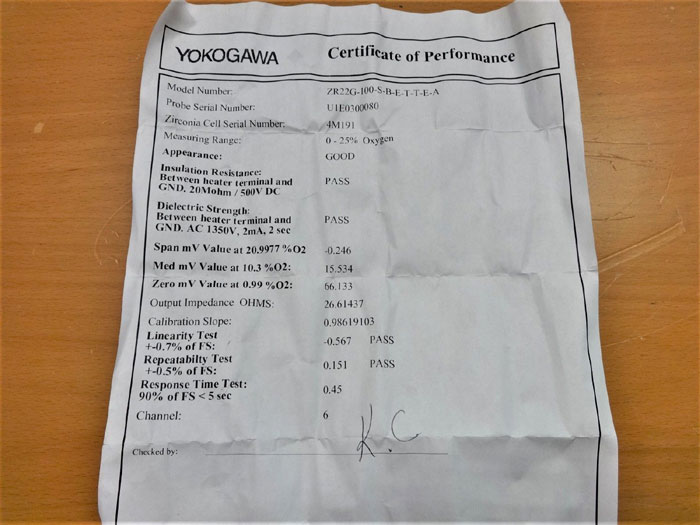 YOKOGAWA Certificate of Performance
Model Number: ZR22G-100-S-B-E-T-T-E-A
Probe Serial Number: U1E0300080
Zirconia Cell Serial Number: 4M191
Measuring Range: 0 - 25% Oxygen
Appearance: GOOD
Insulation Resistance:
Between heater terminal and PASS
GND. 20Mohm / 500V DC
Dielectric Strength:
Between heater terminal and PASS
GND. AC 1350V, 2mA, 2 sec
Span mV Value at 20.9977 %O2 -0.246
Med mV Value at 10.3 %O2: 15.534
Zero mV Value at 0.99 %O2: 66.133
Output Impedance OHMS: 26.61437
Calibration Slope: 0.98619103
Linearity Test
+-0.7% of FS: -0.567 PASS
Repeatabilty Test
+-0.5% of FS: 0.151 PASS
Response Time Test:
90% of FS < 5 sec 0.45
Channel: 6
Checked by: K.C